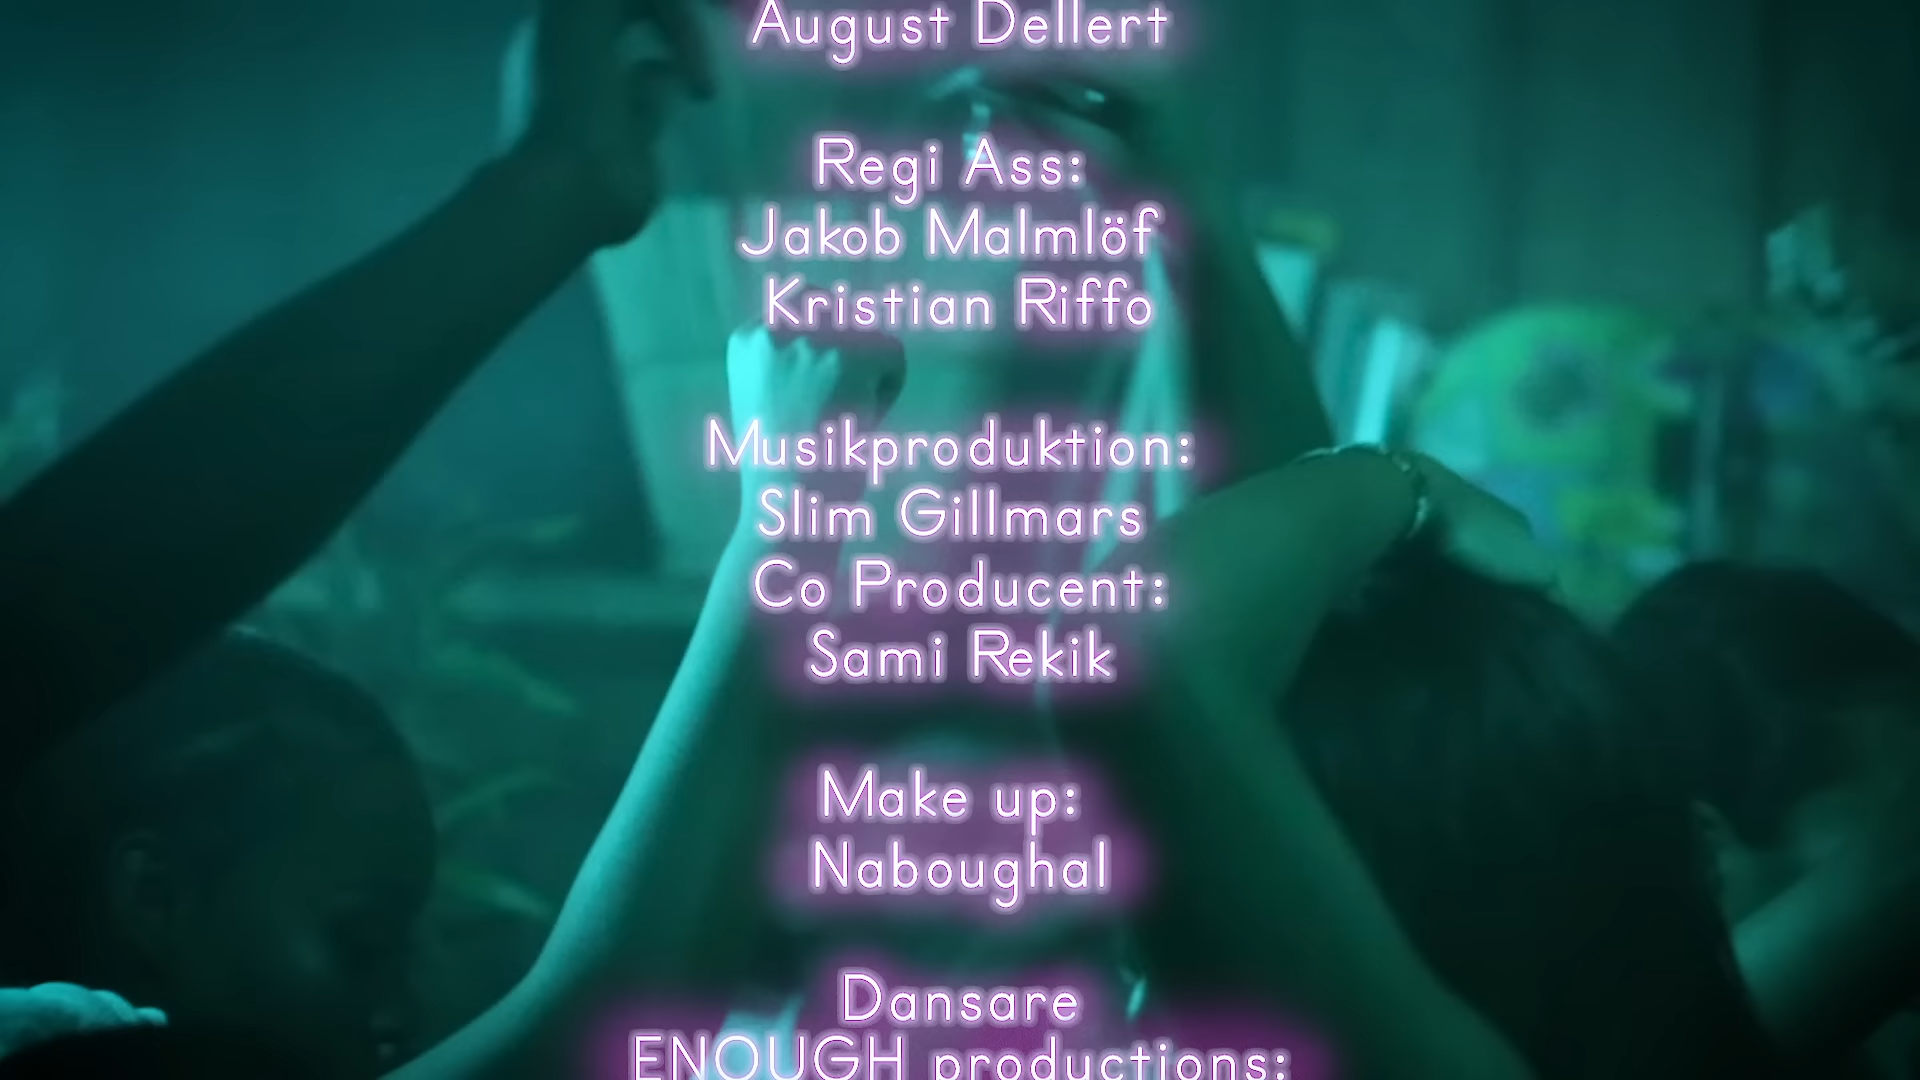 August Dellert
Regi Ass:
Jakob Malmlöf
Kristian Riffo
Musikproduktion:
Slim Gillmars
Co Producent:
Sami Rekik
Make up:
Naboughal
Dansare
ENOUGH productions: